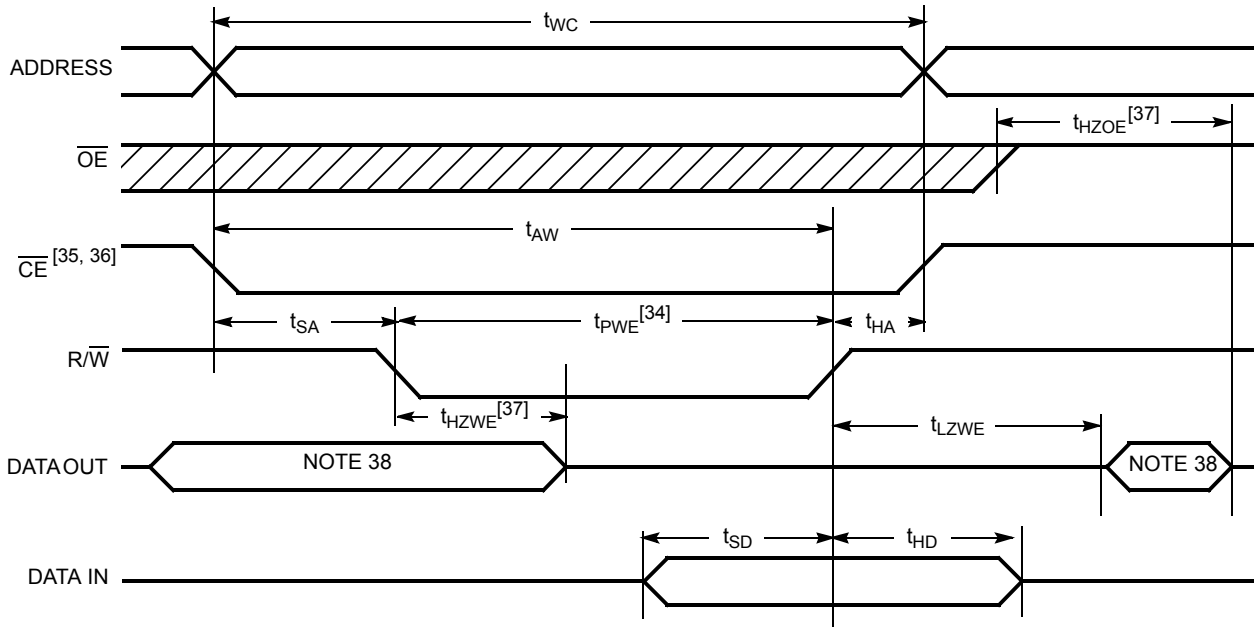 tWC
ADDRESS
tHZOE[37]
OE
tAW
CE [35, 36]
tSA
tPWE[34]
tHA
R/W
tHZWE[37]
tLZWE
DATA OUT
NOTE 38
NOTE 38
tSD
tHD
DATA IN